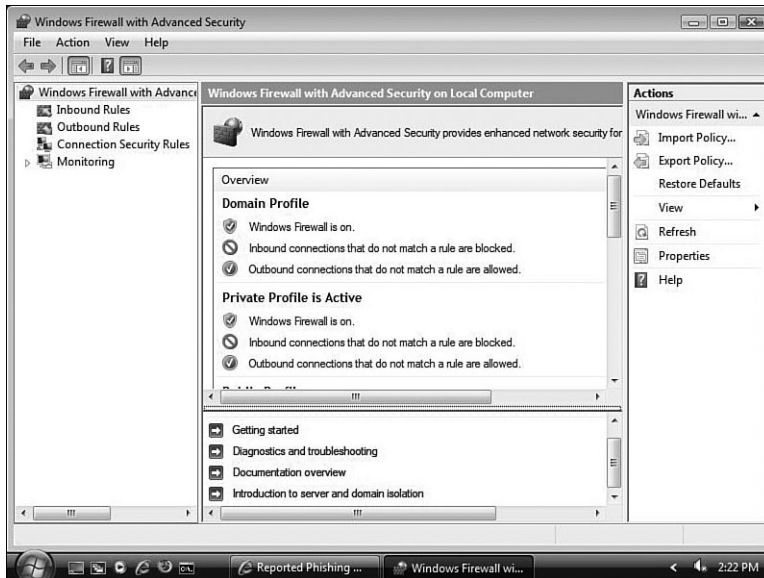 Windows Firewall with Advanced Security
File Action View Help
Windows Firewall with Advance
Inbound Rules
Outbound Rules
Connection Security Rules
Monitoring
Windows Firewall with Advanced Security on Local Computer
Windows Firewall with Advanced Security provides enhanced network security for
Overview
Domain Profile
Windows Firewall is on.
Inbound connections that do not match a rule are blocked.
Outbound connections that do not match a rule are allowed.
Private Profile is Active
Windows Firewall is on.
Inbound connections that do not match a rule are blocked.
Outbound connections that do not match a rule are allowed.
Getting started
Diagnostics and troubleshooting
Documentation overview
Introduction to server and domain isolation
Actions
Windows Firewall wi...
Import Policy...
Export Policy...
Restore Defaults
View
Refresh
Properties
Help
Reported Phishing ...
Windows Firewall wi...
2:22 PM